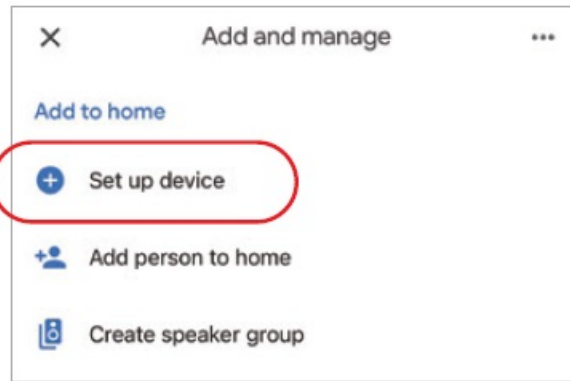 Add and manage
Add to home
Set up device
Add person to home
Create speaker group